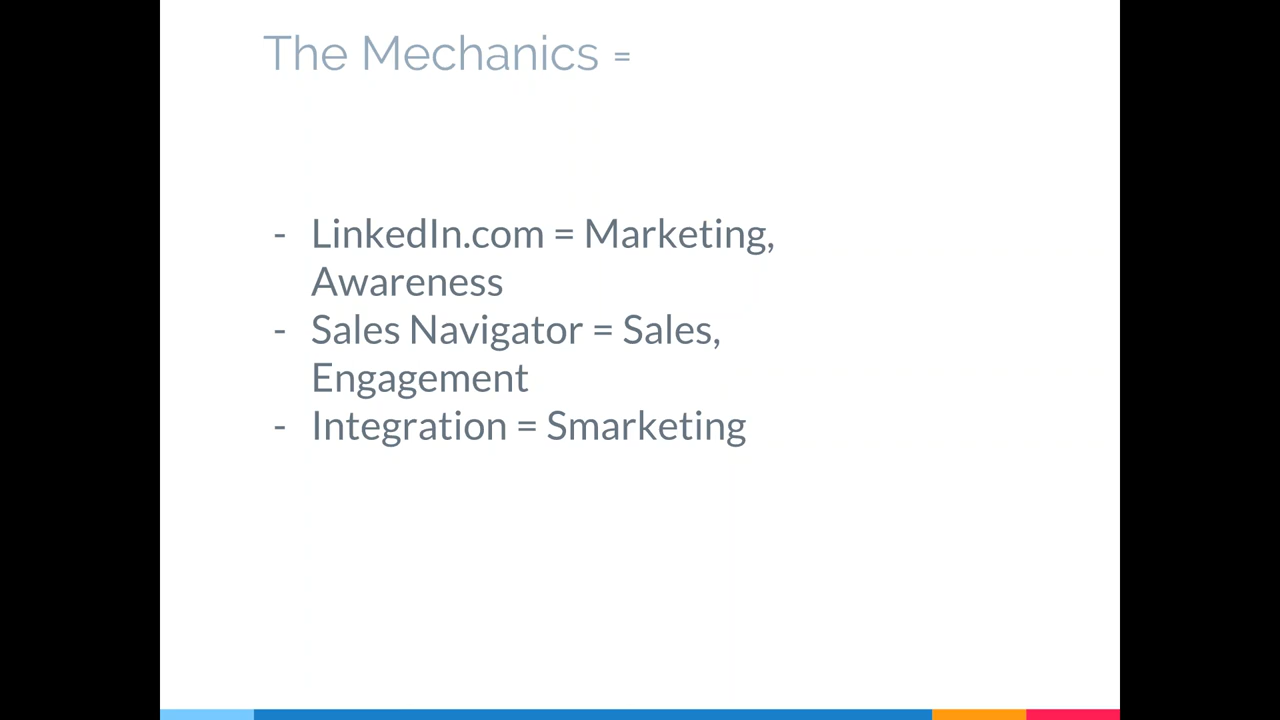 The Mechanics =
- LinkedIn.com = Marketing,
Awareness
- Sales Navigator = Sales,
Engagement
- Integration = Smarketing